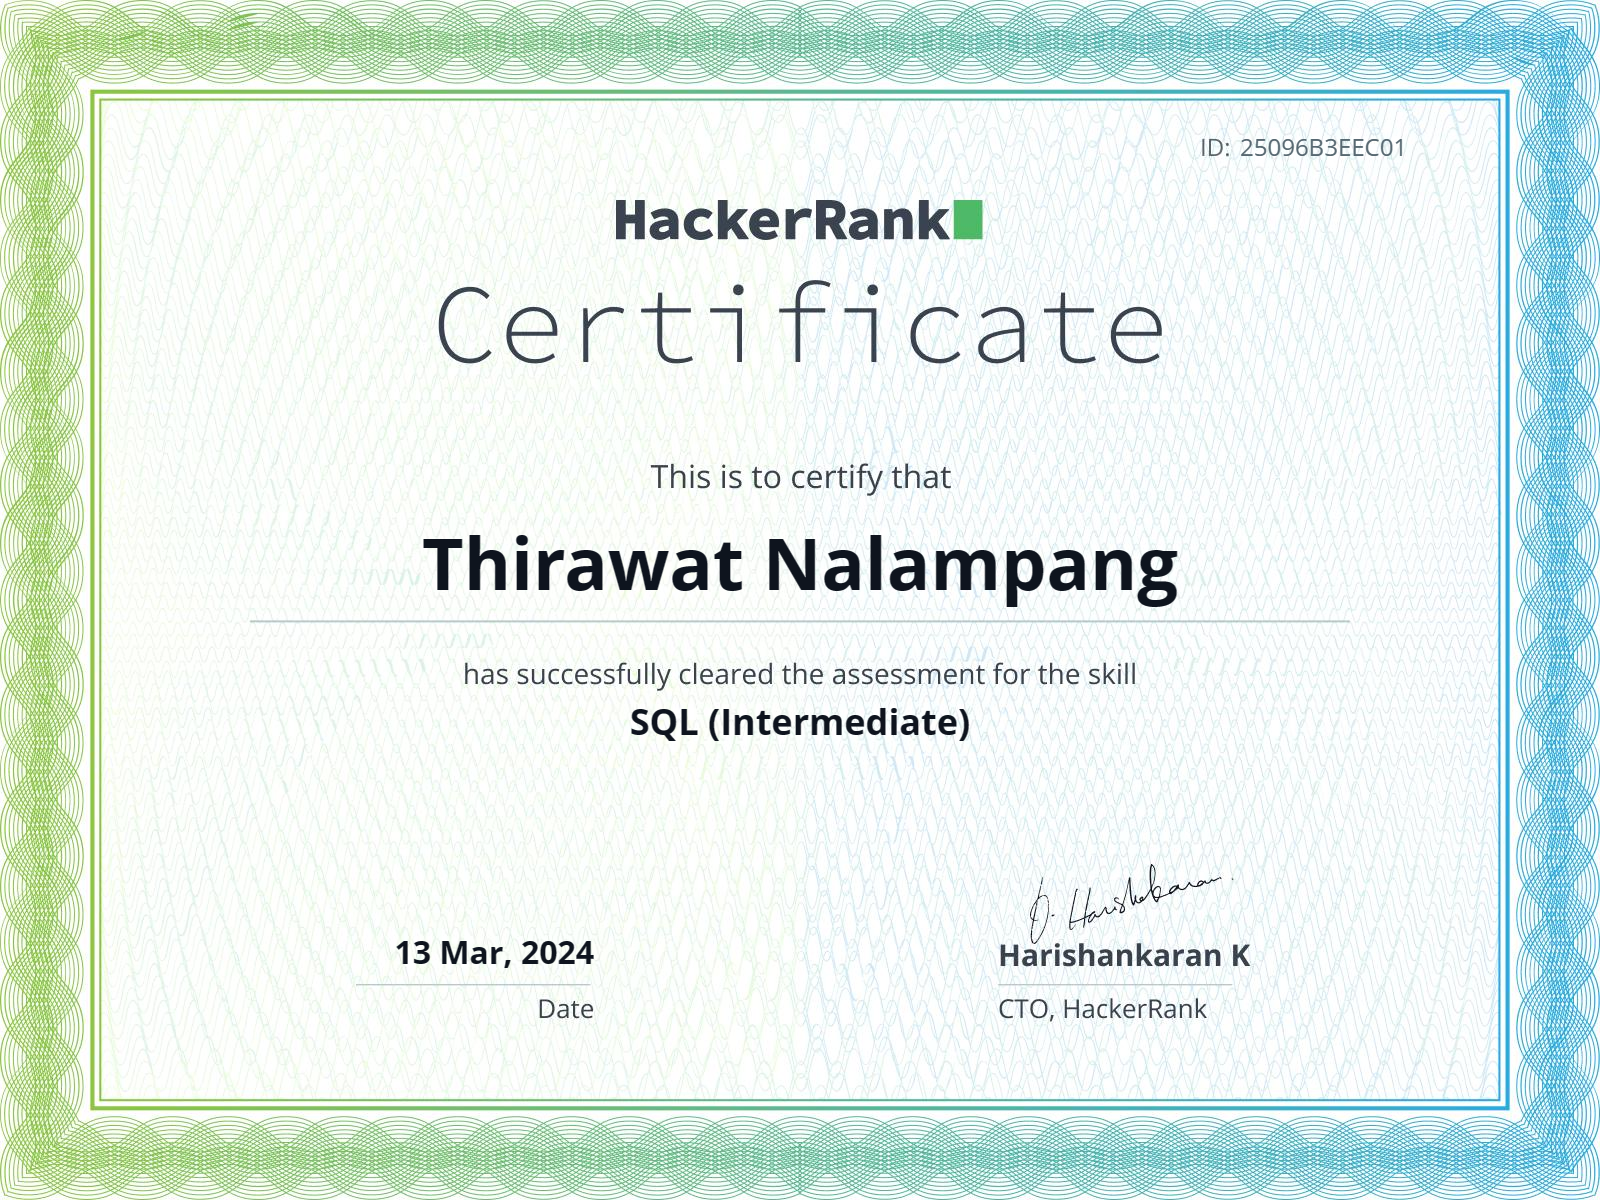 ID: 25096B3EEC01
HackerRank
Certificate
This is to certify that
Thirawat Nalampang
has successfully cleared the assessment for the skill
SQL (Intermediate)
13 Mar, 2024
Date
Harishankaran K
CTO, HackerRank